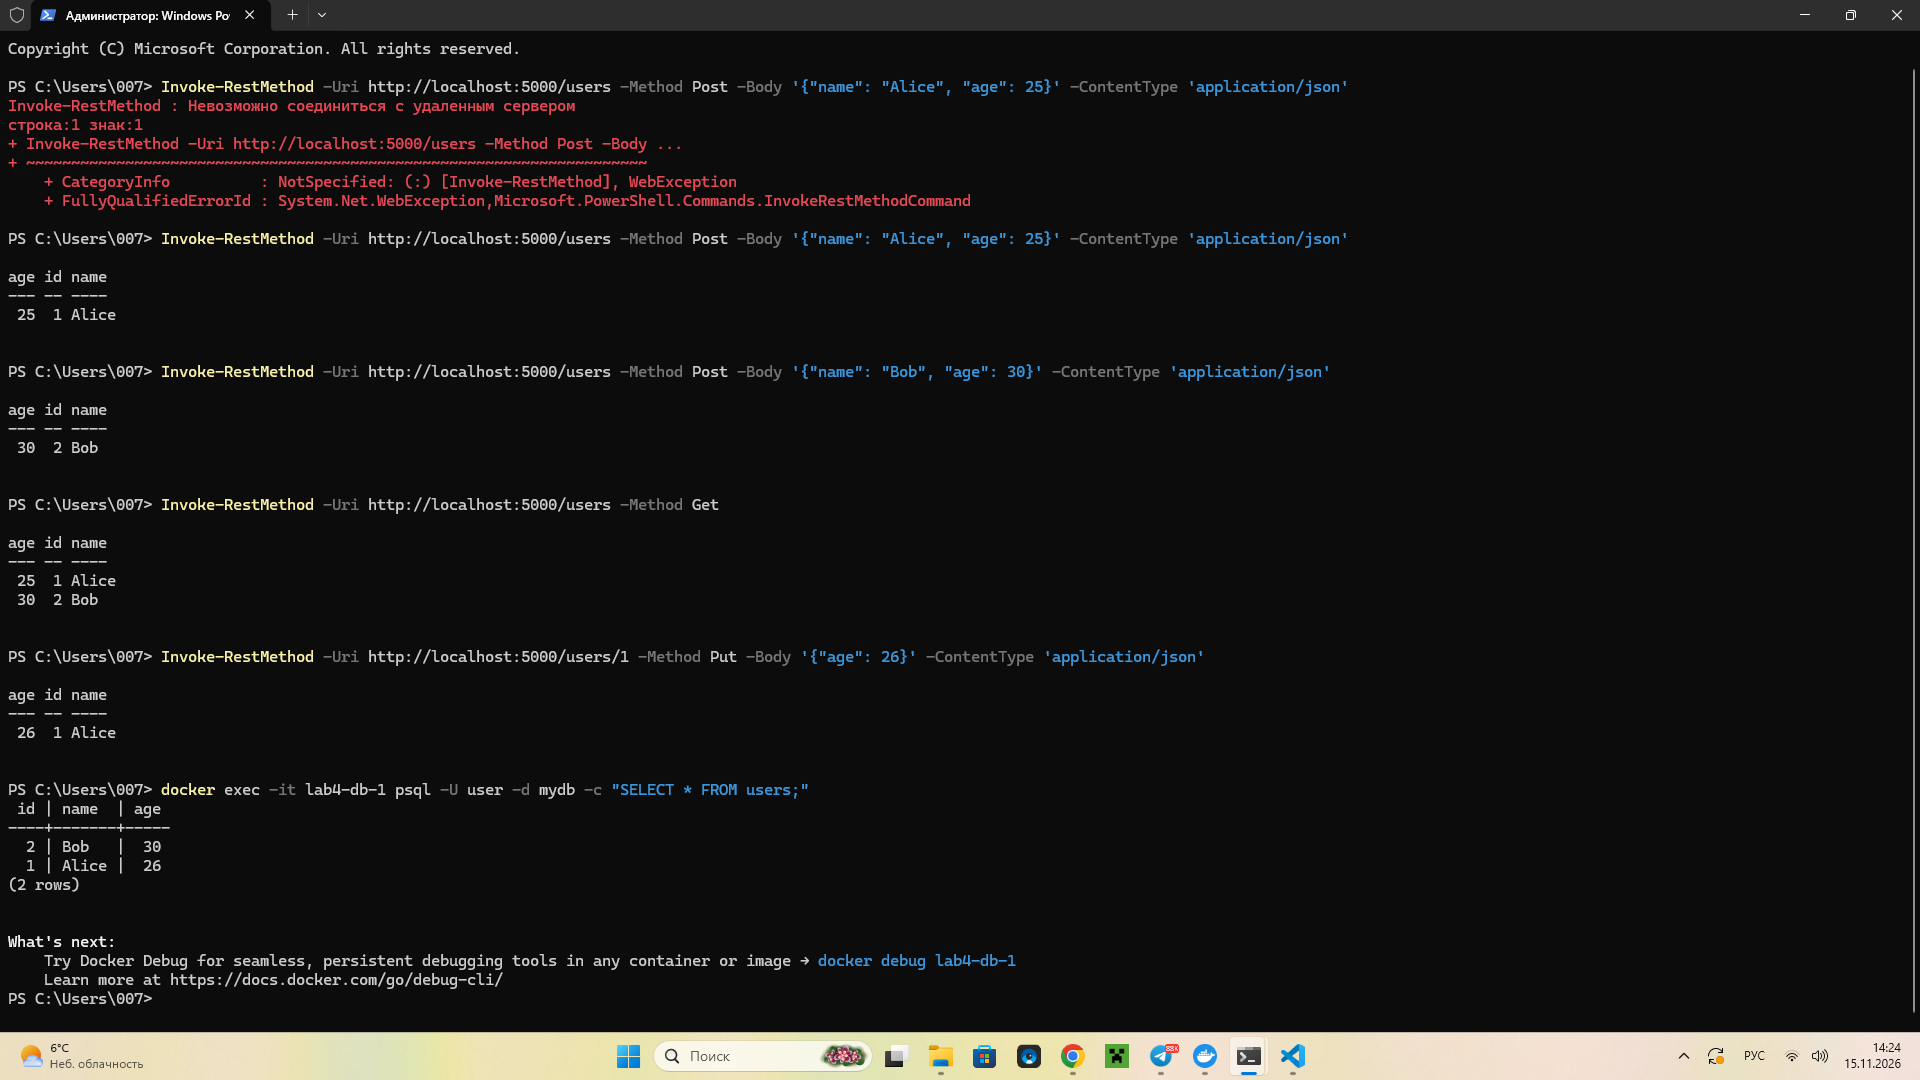 Администратор: Windows Po
Copyright (C) Microsoft Corporation. All rights reserved.
PS C:\Users\007> Invoke-RestMethod -Uri http://localhost:5000/users -Method Post -Body '{"name": "Alice", "age": 25}' -ContentType 'application/json'
Invoke-RestMethod : Невозможно соединиться с удаленным сервером
строка:1 знак:1
+ Invoke-RestMethod -Uri http://localhost:5000/users -Method Post -Body ...
+ ~~~~~~~~~~~~~~~~~~~~~~~~~~~~~~~~~~~~~~~~~~~~~~~~~~~~~~~~~~~~~~~~~~~~~
    + CategoryInfo          : NotSpecified: (:) [Invoke-RestMethod], WebException
    + FullyQualifiedErrorId : System.Net.WebException,Microsoft.PowerShell.Commands.InvokeRestMethodCommand
PS C:\Users\007> Invoke-RestMethod -Uri http://localhost:5000/users -Method Post -Body '{"name": "Alice", "age": 25}' -ContentType 'application/json'
age id name
--- -- ----
 25  1 Alice
PS C:\Users\007> Invoke-RestMethod -Uri http://localhost:5000/users -Method Post -Body '{"name": "Bob", "age": 30}' -ContentType 'application/json'
age id name
--- -- ----
 30  2 Bob
PS C:\Users\007> Invoke-RestMethod -Uri http://localhost:5000/users -Method Get
age id name
--- -- ----
 25  1 Alice
 30  2 Bob
PS C:\Users\007> Invoke-RestMethod -Uri http://localhost:5000/users/1 -Method Put -Body '{"age": 26}' -ContentType 'application/json'
age id name
--- -- ----
 26  1 Alice
PS C:\Users\007> docker exec -it lab4-db-1 psql -U user -d mydb -c "SELECT * FROM users;"
 id | name  | age
----+-------+-----
  2 | Bob   |  30
  1 | Alice |  26
(2 rows)
What's next:
    Try Docker Debug for seamless, persistent debugging tools in any container or image → docker debug lab4-db-1
    Learn more at https://docs.docker.com/go/debug-cli/
PS C:\Users\007>
6°C
Неб. облачность
Поиск
РУС
14:24
15.11.2026